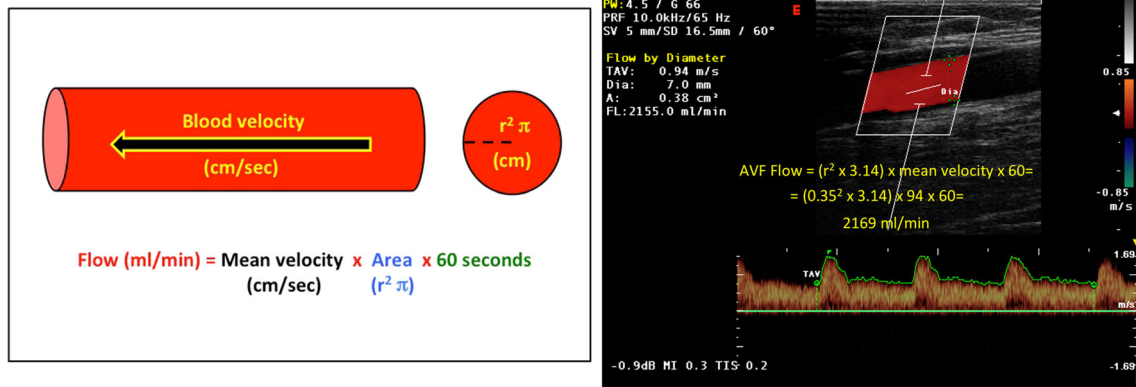 Blood velocity
(cm/sec)
r² π
(cm)
Flow (ml/min) = Mean velocity x Area x 60 seconds
(cm/sec) (r² π)
PW:4.5 / G 66
PRF 10.0kHz/65 Hz
SV 5 mm/SD 16.5mm / 60°
Flow by Diameter
TAV: 0.94 m/s
Dia: 7.0 mm
A: 0.38 cm²
FL:2155.0 ml/min
E
Dia
0.85
-0.85
m/s
AVF Flow = (r² x 3.14) x mean velocity x 60=
= (0.35² x 3.14) x 94 x 60=
2169 ml/min
TAV
1.69
m/s
-1.69
-0.9dB MI 0.3 TIS 0.2